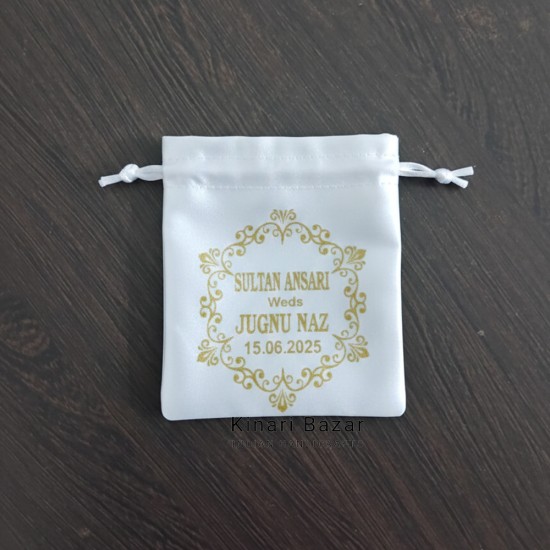 SULTAN ANSARI
Weds
JUGNU NAZ
15.06.2025
Kinari Bazar